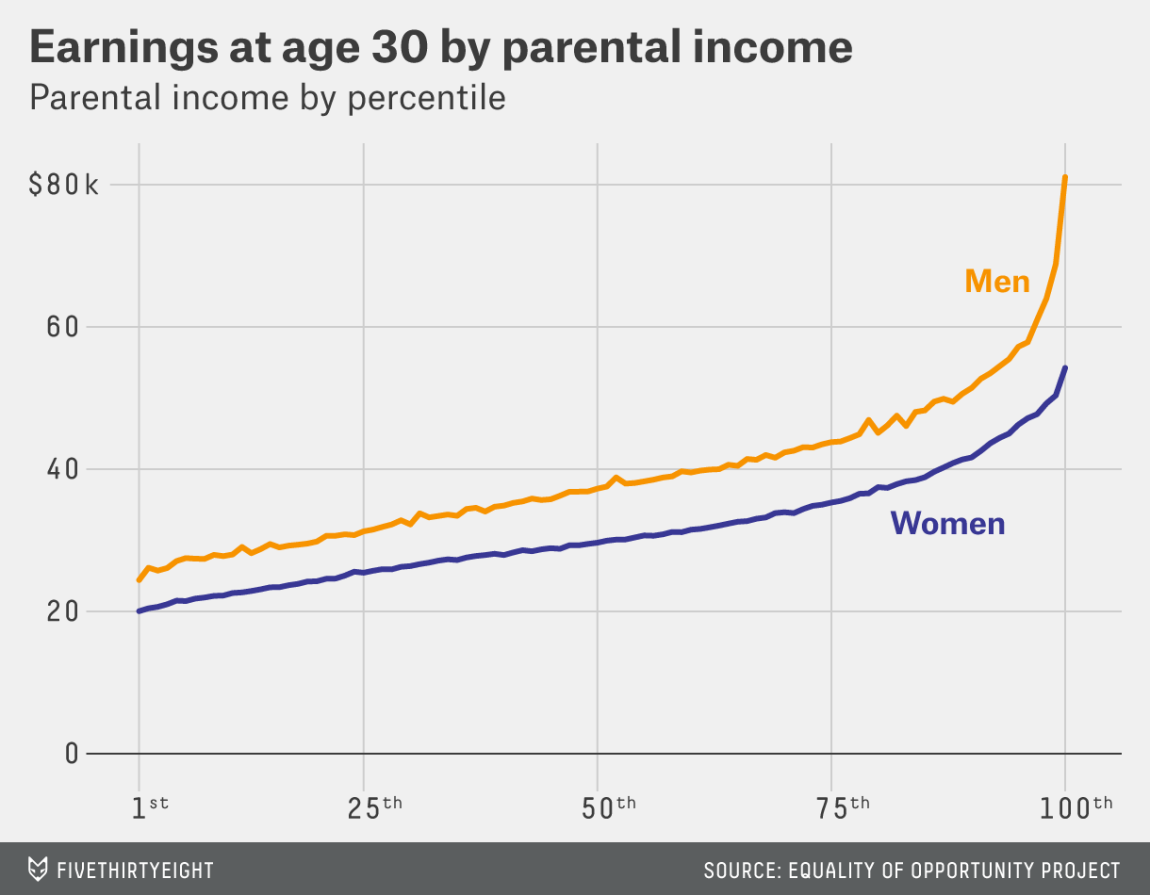 Earnings at age 30 by parental income
Parental income by percentile
$80k
Men
60
40
Women
20
0
1st 25th 50th 75th 100th
FIVETHIRTYEIGHT SOURCE: EQUALITY OF OPPORTUNITY PROJECT